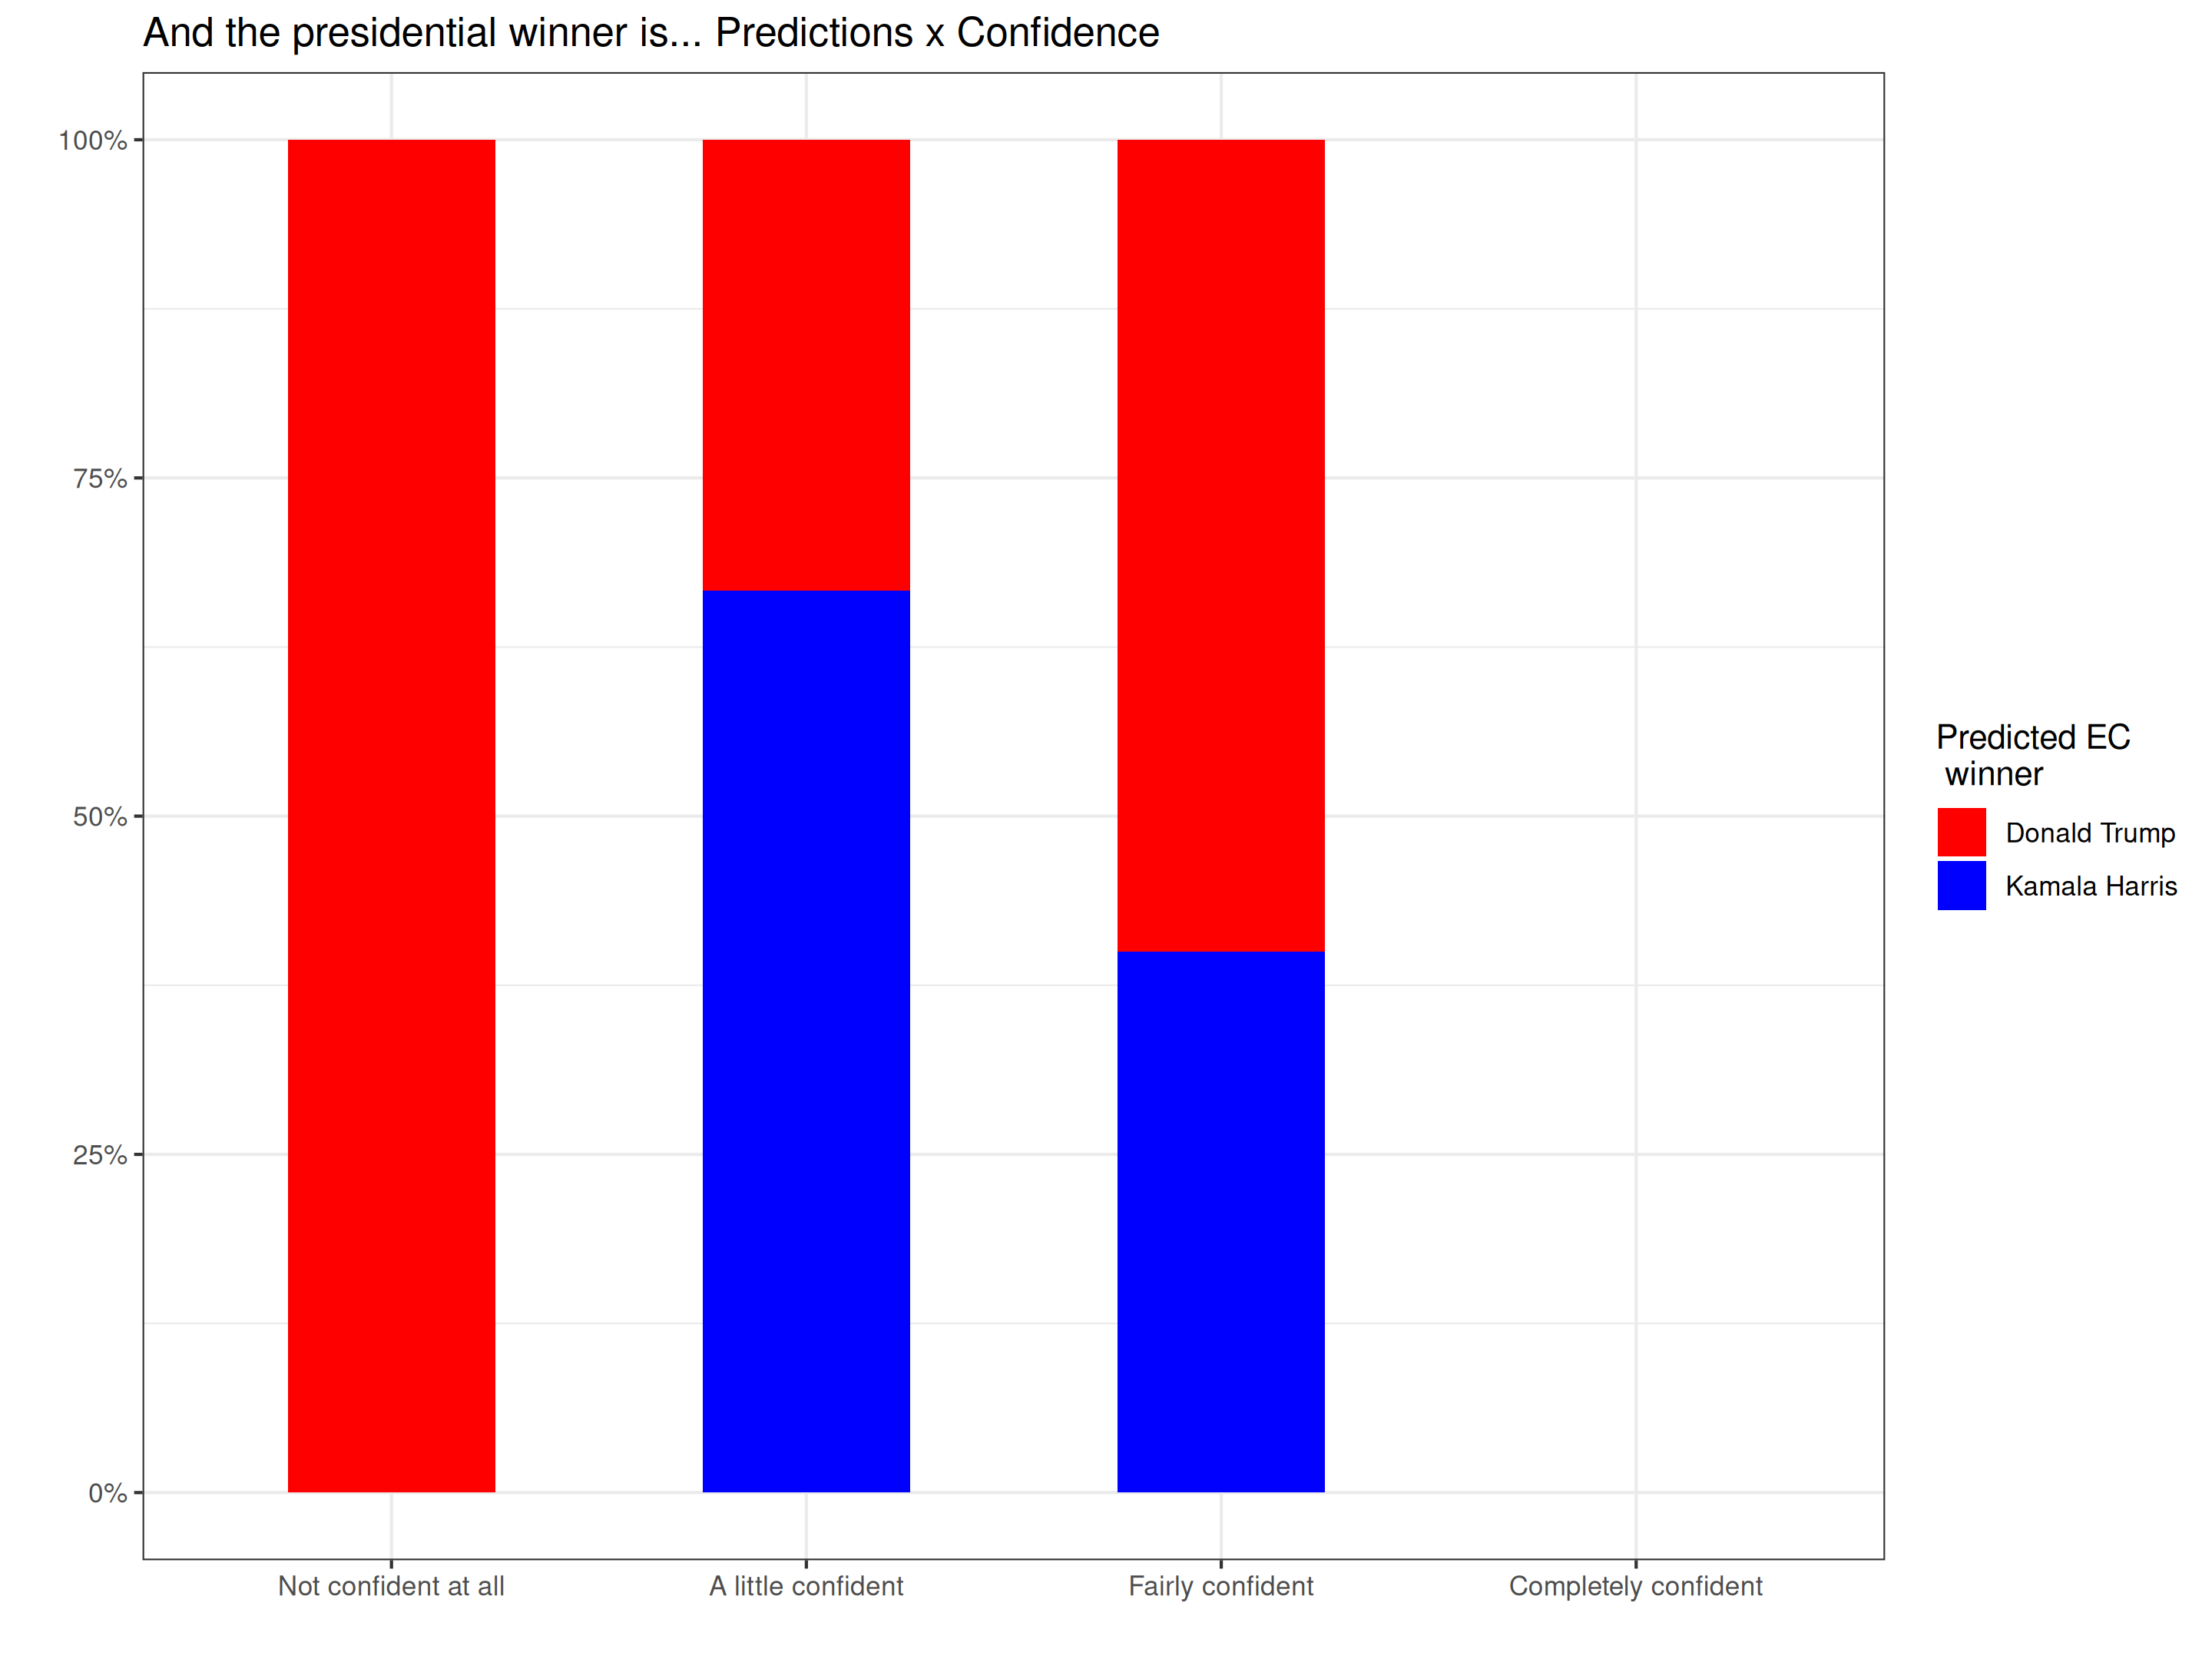 And the presidential winner is... Predictions x Confidence
100%
75%
50%
25%
0%
Not confident at all
A little confident
Fairly confident
Completely confident
Predicted EC
winner
Donald Trump
Kamala Harris